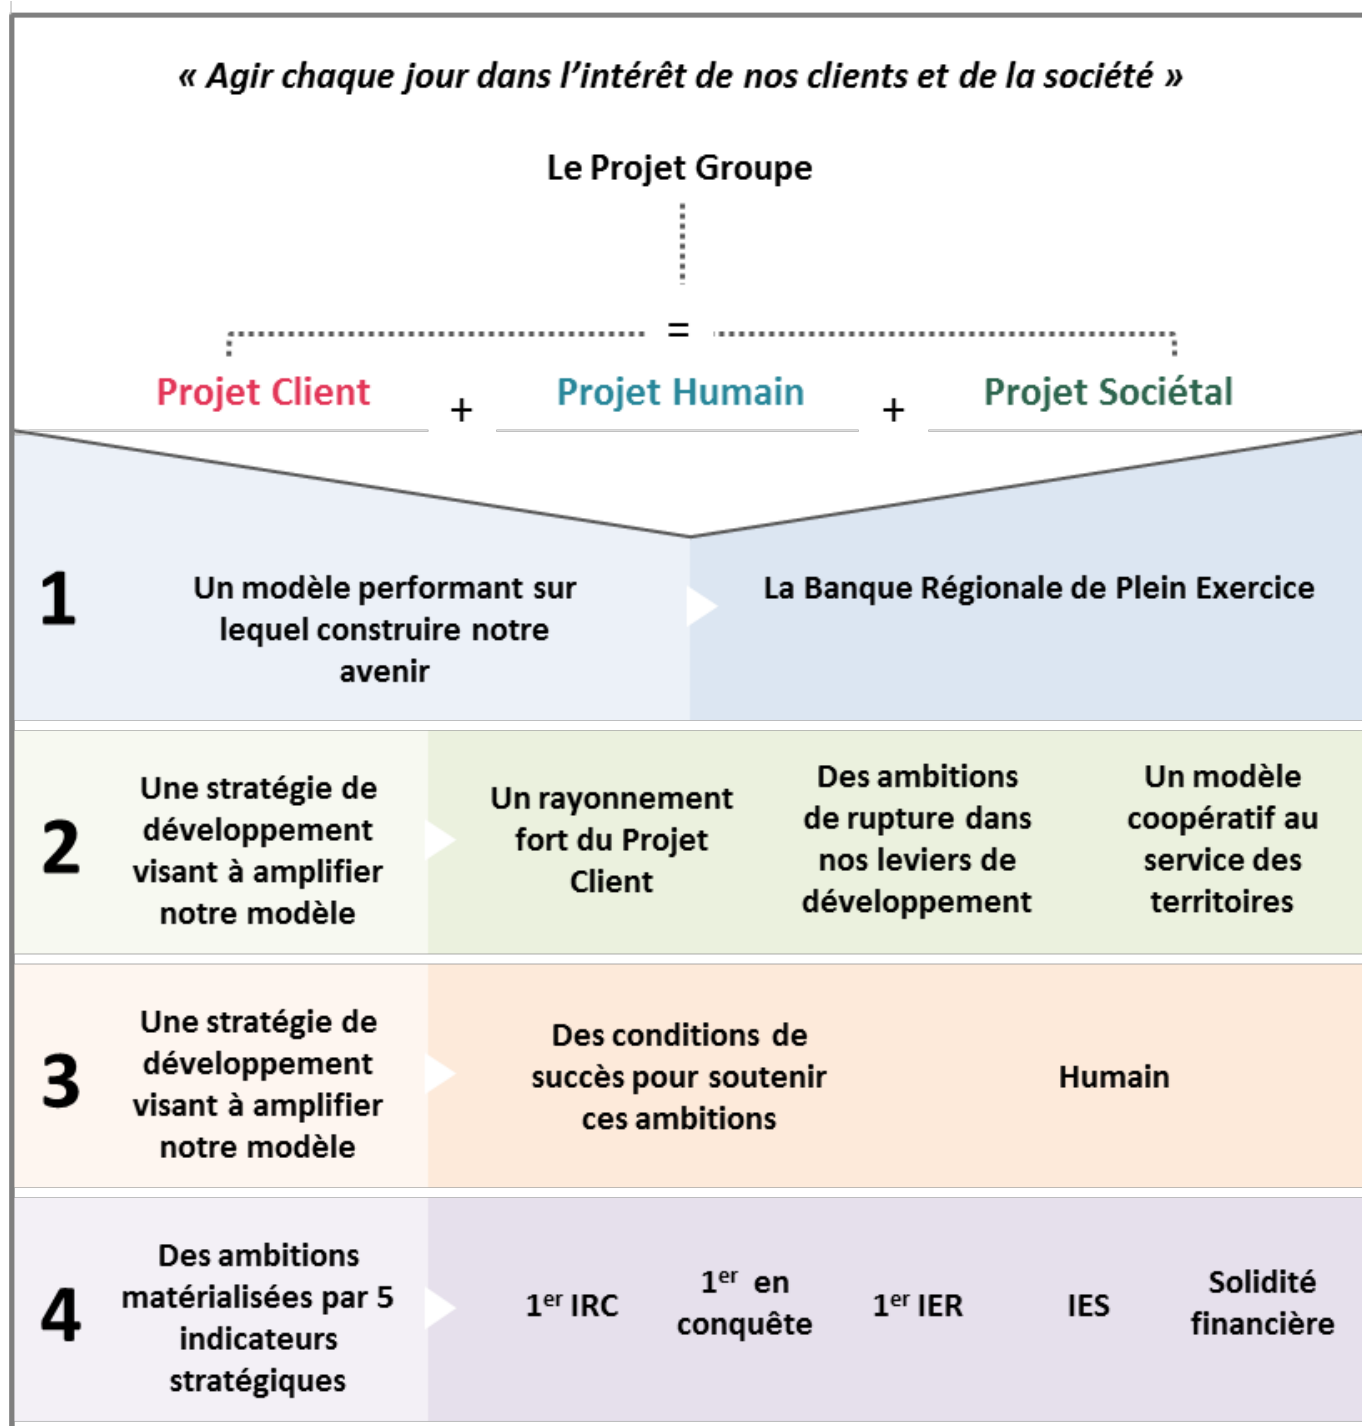 « Agir chaque jour dans l’intérêt de nos clients et de la société »
Le Projet Groupe
=
Projet Client + Projet Humain + Projet Sociétal
1
Un modèle performant sur
lequel construire notre
avenir
La Banque Régionale de Plein Exercice
2
Une stratégie de
développement
visant à amplifier
notre modèle
Un rayonnement
fort du Projet
Client
Des ambitions
de rupture dans
nos leviers de
développement
Un modèle
coopératif au
service des
territoires
3
Une stratégie de
développement
visant à amplifier
notre modèle
Des conditions de
succès pour soutenir
ces ambitions
Humain
4
Des ambitions
matérialisées par 5
indicateurs
stratégiques
1er IRC
1er en
conquête
1er IER
IES
Solidité
financière